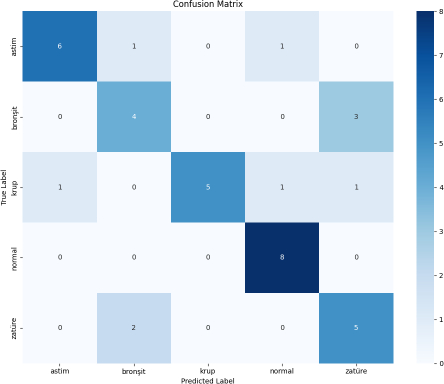 Confusion Matrix
8
astim 6 1 0 1 0
7
6
bronşit 0 4 0 0 3
5
True Label
krup 1 0 5 1 1
4
3
normal 0 0 0 8 0
2
zatüre 0 2 0 0 5
1
0
astim bronşit krup normal zatüre
Predicted Label